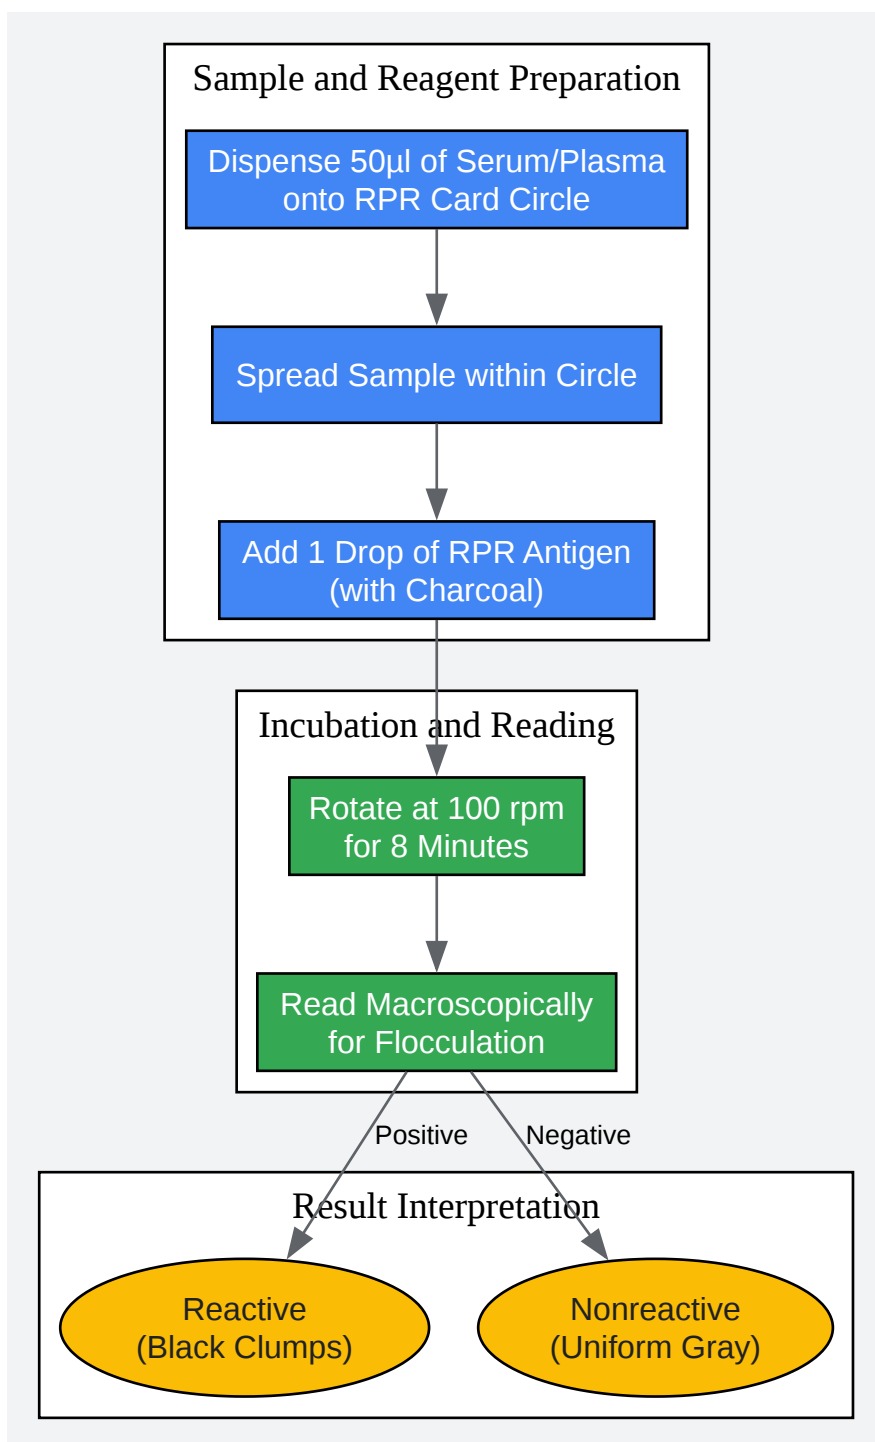 Sample and Reagent Preparation
Dispense 50µl of Serum/Plasma
onto RPR Card Circle
Spread Sample within Circle
Add 1 Drop of RPR Antigen
(with Charcoal)
Incubation and Reading
Rotate at 100 rpm
for 8 Minutes
Read Macroscopically
for Flocculation
Positive
Negative
Result Interpretation
Reactive
(Black Clumps)
Nonreactive
(Uniform Gray)